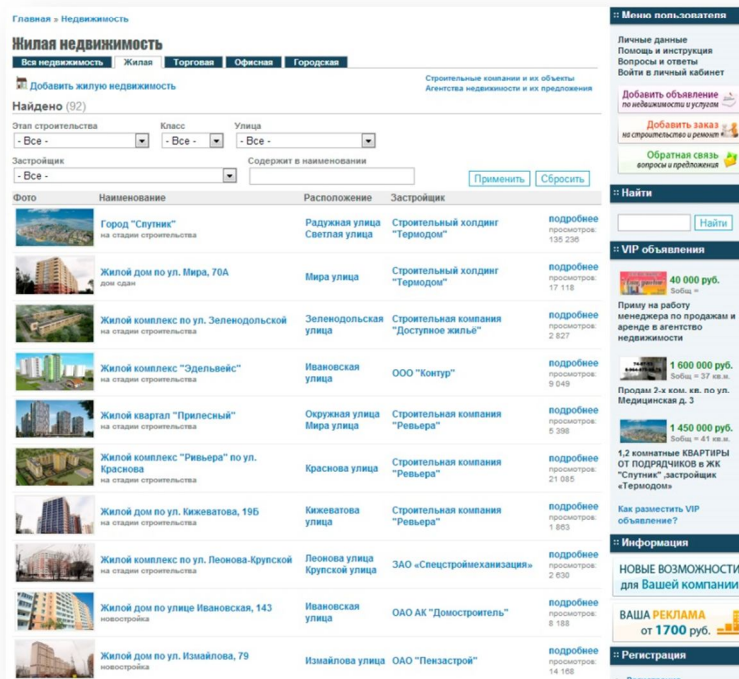 Главная » Недвижимость
Жилая недвижимость
Вся недвижимость Жилая Торговая Офисная Городская
Добавить жилую недвижимость
Строительные компании и их объекты
Агентства недвижимости и их предложения
Найдено (92)
Этап строительства Класс Улица
- Все - - Все - - Все -
Застройщик Содержит в наименовании
- Все - Применить Сбросить
Фото Наименование Расположение Застройщик
Город "Спутник"
на стадии строительства
Радужная улица
Светлая улица
Строительный холдинг
"Термодом"
подробнее
просмотров:
135 236
Жилой дом по ул. Мира, 70А
дом сдан
Мира улица
Строительный холдинг
"Термодом"
подробнее
просмотров:
17 118
Жилой комплекс по ул. Зеленодольской
на стадии строительства
Зеленодольская
улица
Строительная компания
"Доступное жильё"
подробнее
просмотров:
2 827
Жилой комплекс "Эдельвейс"
на стадии строительства
Ивановская
улица
ООО "Контур"
подробнее
просмотров:
9 049
Жилой квартал "Прилесный"
на стадии строительства
Окружная улица
Мира улица
Строительная компания
"Ревьера"
подробнее
просмотров:
5 398
Жилой комплекс "Ривьера" по ул.
Краснова
на стадии строительства
Краснова улица
Строительная компания
"Ревьера"
подробнее
просмотров:
21 085
Жилой дом по ул. Кижеватова, 19Б
на стадии строительства
Кижеватова
улица
Строительная компания
"Ревьера"
подробнее
просмотров:
1 863
Жилой комплекс по ул. Леонова-Крупской
на стадии строительства
Леонова улица
Крупской улица
ЗАО «Спецстроймеханизация»
подробнее
просмотров:
2 630
Жилой дом по улице Ивановская, 143
новостройка
Ивановская
улица
ОАО АК "Домостроитель"
подробнее
просмотров:
8 188
Жилой дом по ул. Измайлова, 79
новостройка
Измайлова улица
ОАО "Пензастрой"
подробнее
просмотров:
14 168
:: Меню пользователя
Личные данные
Помощь и инструкция
Вопросы и ответы
Войти в личный кабинет
Добавить объявление
по недвижимости и услугам
Добавить заказ
на строительство и ремонт
Обратная связь
вопросы и предложения
:: Найти
Найти
:: VIP объявления
40 000 руб.
Sобщ =
Приму на работу
менеджера по продажам и
аренде в агентство
недвижимости
1 600 000 руб.
Sобщ = 37 кв.м.
Продам 2-х ком. кв. по ул.
Медицинская д. 3
1 450 000 руб.
Sобщ = 41 кв.м.
1,2 комнатные КВАРТИРЫ
ОТ ПОДРЯДЧИКОВ в ЖК
"Спутник" ,застройщик
«Термодом»
Как разместить VIP
объявление?
:: Информация
НОВЫЕ ВОЗМОЖНОСТИ
для Вашей компании
ВАША РЕКЛАМА
от 1700 руб.
:: Регистрация